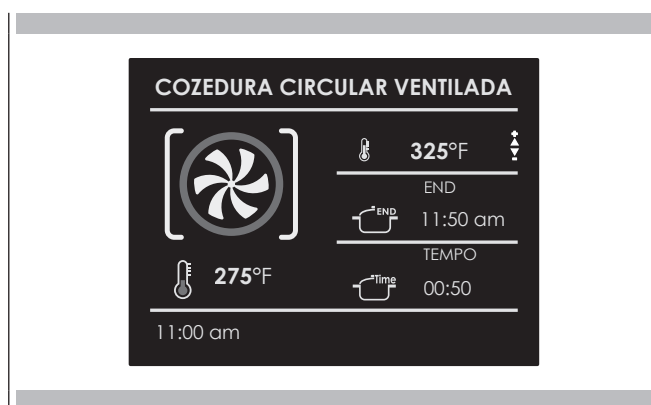 COZEDURA CIRCULAR VENTILADA
325°F
END
END 11:50 am
275°F
TEMPO
Time 00:50
11:00 am